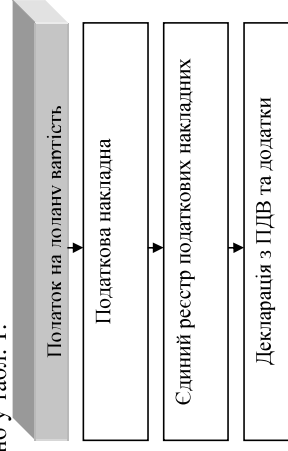 но у табл. 1.
Податок на додану вартість
Податкова накладна
Єдиний реєстр податкових накладних
Декларація з ПДВ та додатки